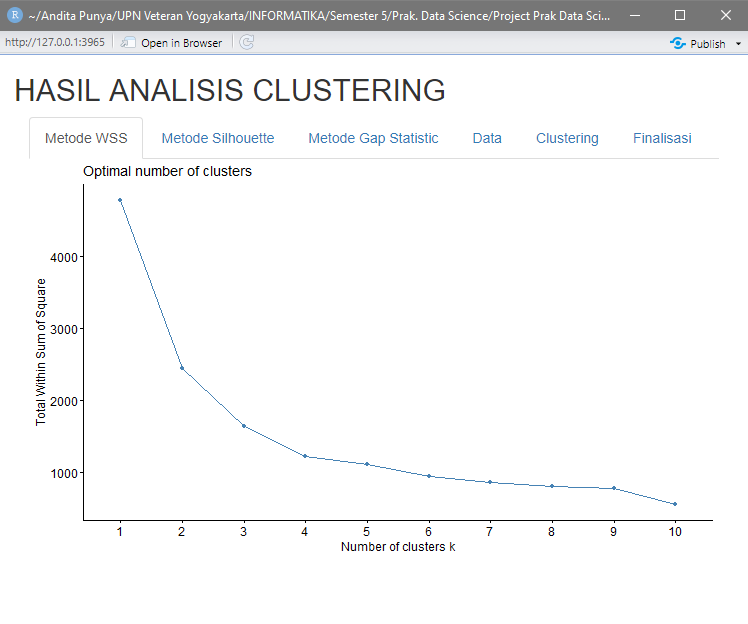 R ~/Andita Punya/UPN Veteran Yogyakarta/INFORMATIKA/Semester 5/Prak. Data Science/Project Prak Data Sci...
http://127.0.0.1:3965 Open in Browser Publish
HASIL ANALISIS CLUSTERING
Metode WSS Metode Silhouette Metode Gap Statistic Data Clustering Finalisasi
Optimal number of clusters
Total Within Sum of Square
4000
3000
2000
1000
1 2 3 4 5 6 7 8 9 10
Number of clusters k